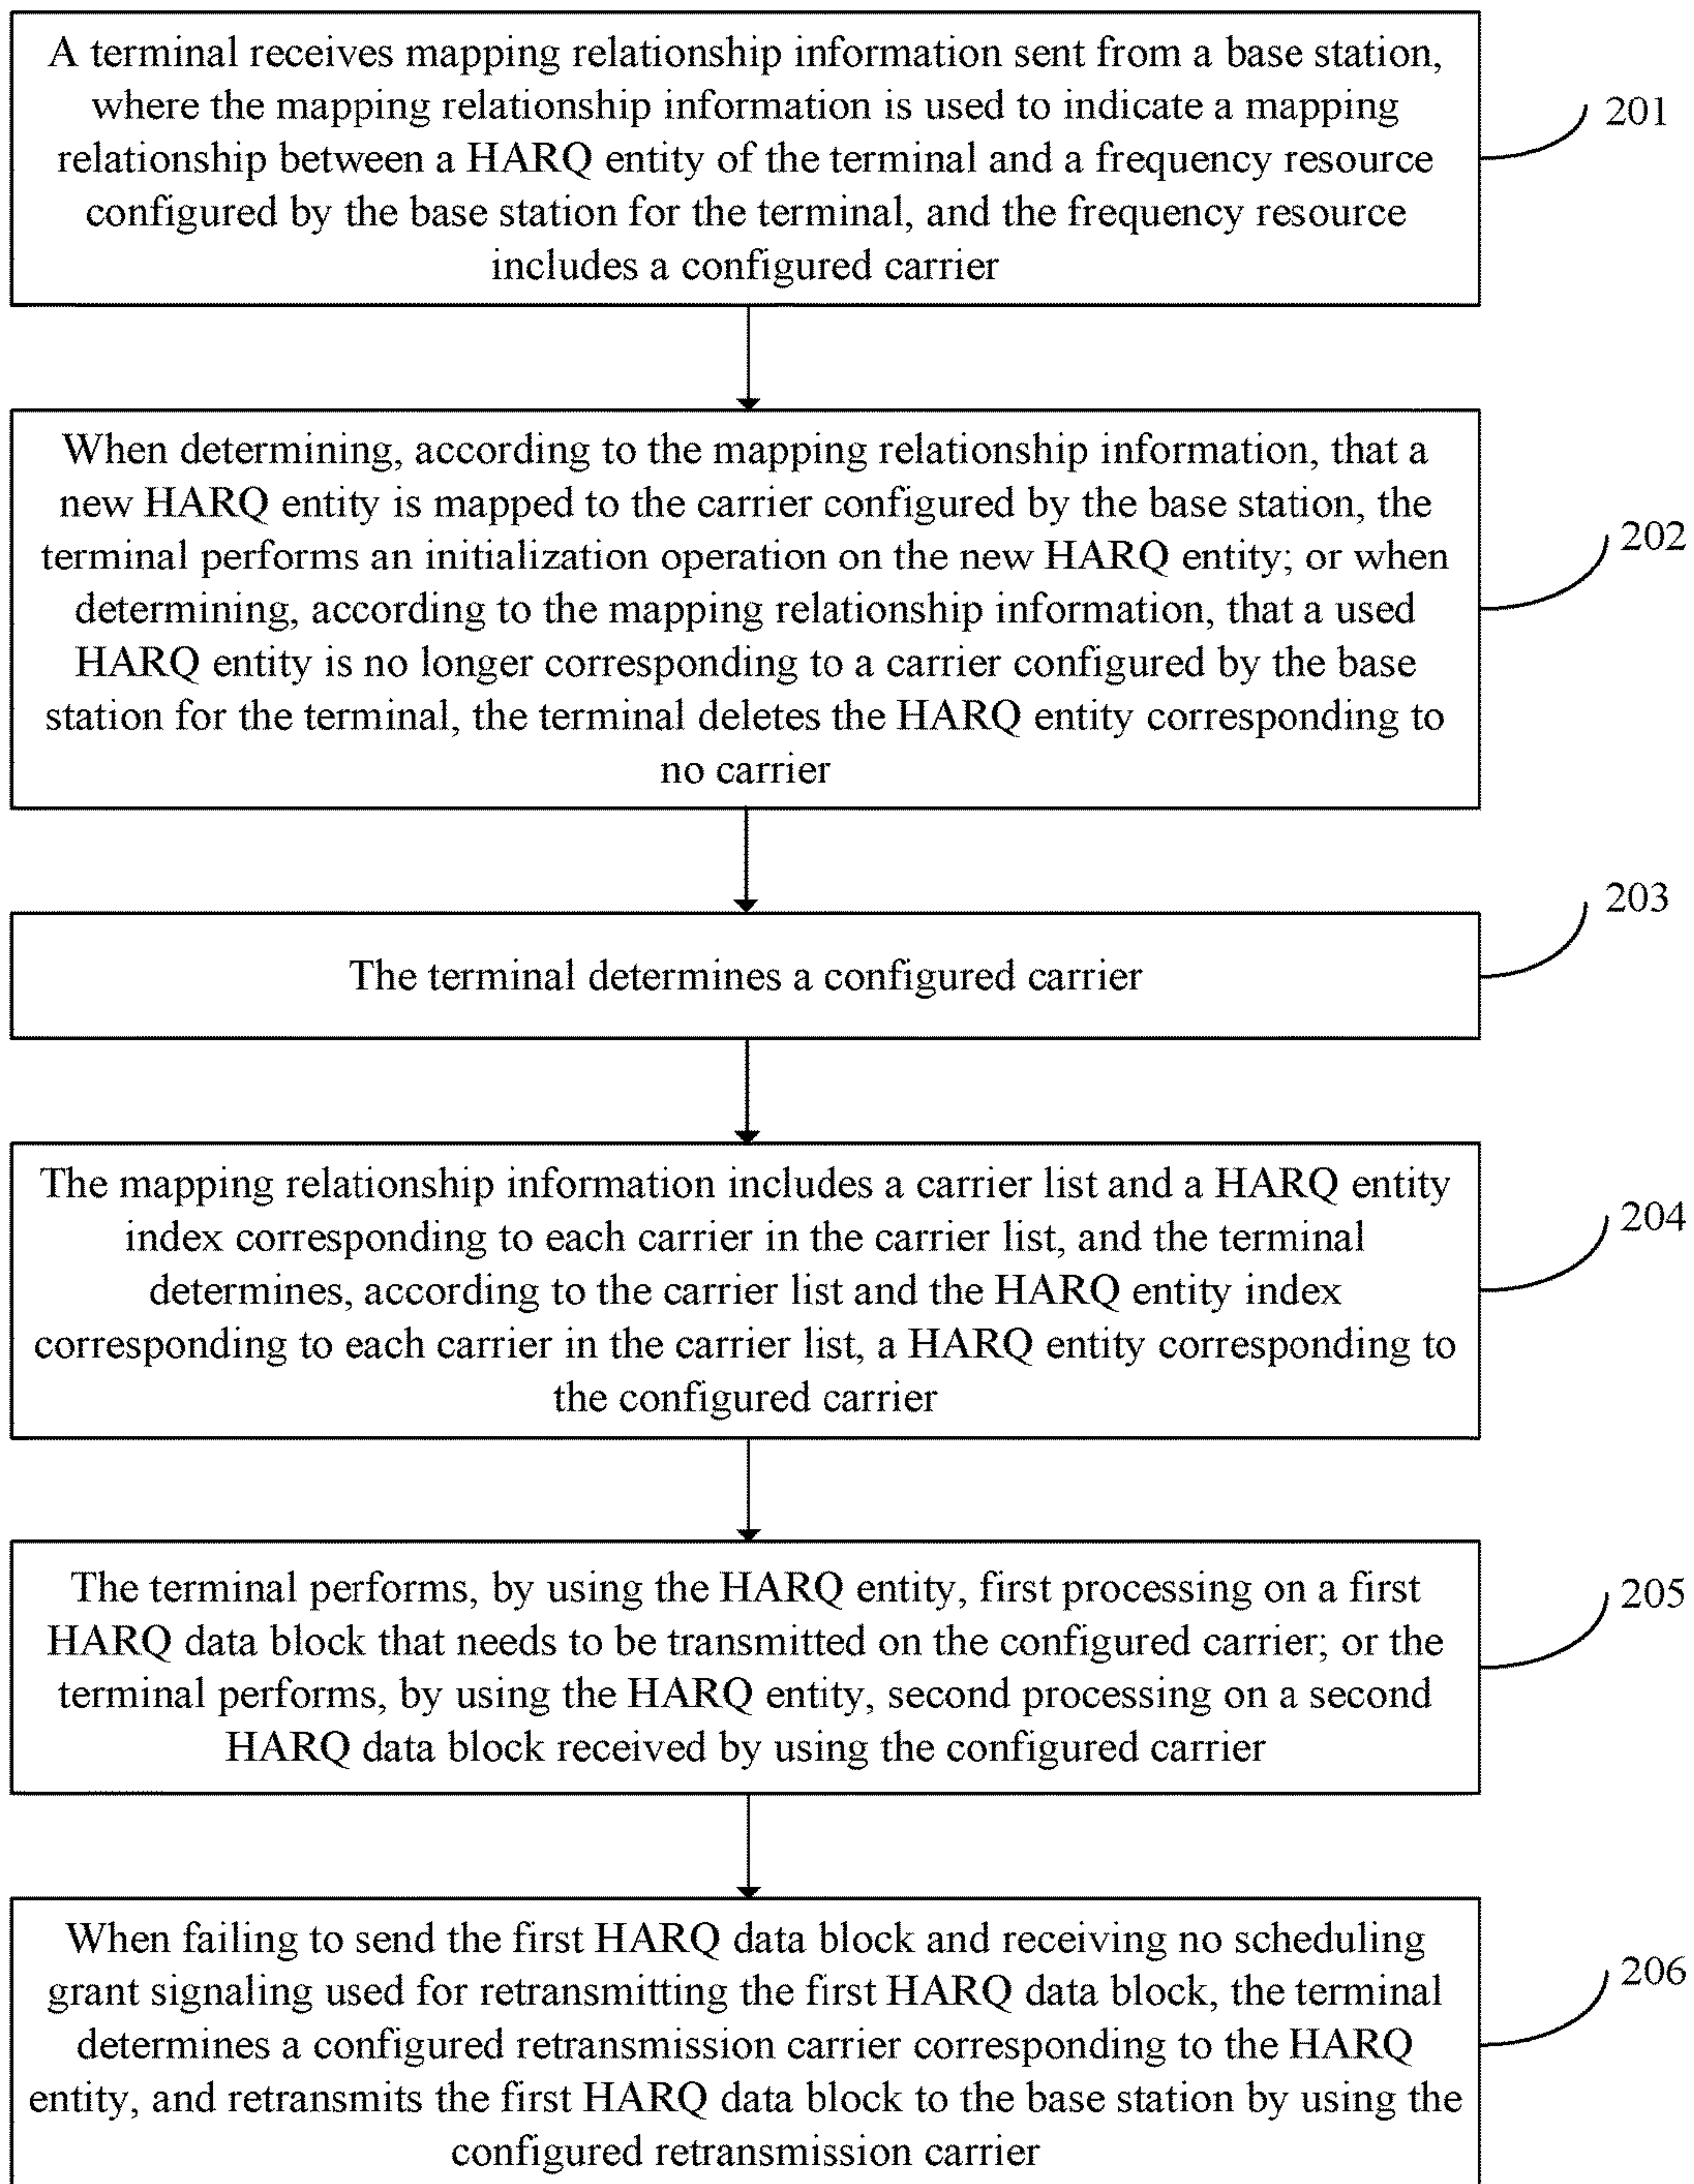 A terminal receives mapping relationship information sent from a base station,
where the mapping relationship information is used to indicate a mapping
relationship between a HARQ entity of the terminal and a frequency resource
configured by the base station for the terminal, and the frequency resource
includes a configured carrier
201
When determining, according to the mapping relationship information, that a
new HARQ entity is mapped to the carrier configured by the base station, the
terminal performs an initialization operation on the new HARQ entity; or when
determining, according to the mapping relationship information, that a used
HARQ entity is no longer corresponding to a carrier configured by the base
station for the terminal, the terminal deletes the HARQ entity corresponding to
no carrier
202
The terminal determines a configured carrier
203
The mapping relationship information includes a carrier list and a HARQ entity
index corresponding to each carrier in the carrier list, and the terminal
determines, according to the carrier list and the HARQ entity index
corresponding to each carrier in the carrier list, a HARQ entity corresponding to
the configured carrier
204
The terminal performs, by using the HARQ entity, first processing on a first
HARQ data block that needs to be transmitted on the configured carrier; or the
terminal performs, by using the HARQ entity, second processing on a second
HARQ data block received by using the configured carrier
205
When failing to send the first HARQ data block and receiving no scheduling
grant signaling used for retransmitting the first HARQ data block, the terminal
determines a configured retransmission carrier corresponding to the HARQ
entity, and retransmits the first HARQ data block to the base station by using the
configured retransmission carrier
206